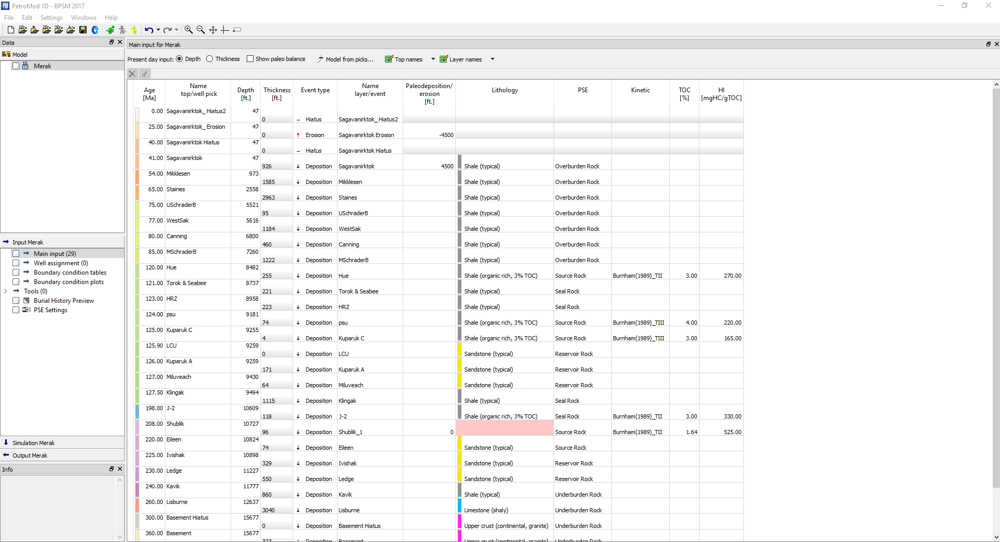 PM PetroMod 1D - BPSM 2017
File Edit Settings Windows Help
Data
Model
1D Merak
Input Merak
Main input (29)
Well assignment (0)
Boundary condition tables
Boundary condition plots
Tools (0)
Burial History Preview
PSE Settings
Simulation Merak
Output Merak
Info
Main input for Merak
Present day input: Depth Thickness Show paleo balance Model from picks... Top names Layer names
Age [Ma] Name top/well pick Depth [ft.] Thickness [ft.] Event type Name layer/event Paleodeposition/ erosion [ft.] Lithology PSE Kinetic TOC [%] HI [mgHC/gTOC]
0.00 Sagavanirktok_Hiatus2 47
0 Hiatus Sagavanirktok_Hiatus2
25.00 Sagavanirktok_Erosion 47
0 Erosion Sagavanirktok Erosion -4500
40.00 Sagavanirktok Hiatus 47
0 Hiatus Sagavanirktok Hiatus
41.00 Sagavanirktok 47
926 Deposition Sagavanirktok 4500 Shale (typical) Overburden Rock
54.00 Mikklesen 973
1585 Deposition Mikklesen Shale (typical) Overburden Rock
65.00 Staines 2558
2963 Deposition Staines Shale (typical) Overburden Rock
75.00 USchraderB 5521
95 Deposition USchraderB Shale (typical) Overburden Rock
77.00 WestSak 5616
1184 Deposition WestSak Shale (typical) Overburden Rock
80.00 Canning 6800
460 Deposition Canning Shale (typical) Overburden Rock
85.00 MSchraderB 7260
1222 Deposition MSchraderB Shale (typical) Overburden Rock
120.00 Hue 8482
255 Deposition Hue Shale (organic rich, 3% TOC) Source Rock Burnham(1989)_TII 3.00 270.00
121.00 Torok & Seabee 8737
221 Deposition Torok & Seabee Shale (typical) Seal Rock
123.00 HRZ 8958
223 Deposition HRZ Shale (typical) Seal Rock
124.00 psu 9181
74 Deposition psu Shale (organic rich, 3% TOC) Source Rock Burnham(1989)_TIII 4.00 220.00
125.00 Kuparuk C 9255
4 Deposition Kuparuk C Shale (organic rich, 3% TOC) Source Rock Burnham(1989)_TIII 3.00 165.00
125.90 LCU 9259
0 Deposition LCU Sandstone (typical) Reservoir Rock
126.00 Kuparuk A 9259
171 Deposition Kuparuk A Sandstone (typical) Reservoir Rock
127.00 Miluveach 9430
64 Deposition Miluveach Sandstone (typical) Reservoir Rock
127.50 Klingak 9494
1115 Deposition Klingak Shale (typical) Seal Rock
198.00 J-2 10609
118 Deposition J-2 Shale (organic rich, 3% TOC) Seal Rock Burnham(1989)_TII 3.00 330.00
208.00 Shublik 10727
96 Deposition Shublik_1 0 Source Rock Burnham(1989)_TII 1.64 525.00
220.00 Eileen 10824
74 Deposition Eileen Sandstone (typical) Source Rock
225.00 Ivishak 10898
329 Deposition Ivishak Sandstone (typical) Reservoir Rock
230.00 Ledge 11227
550 Deposition Ledge Sandstone (typical) Reservoir Rock
240.00 Kavik 11777
860 Deposition Kavik Shale (typical) Underburden Rock
260.00 Lisburne 12637
3040 Deposition Lisburne Limestone (shaly) Underburden Rock
300.00 Basement Hiatus 15677
0 Deposition Basement Hiatus Upper crust (continental, granite) Underburden Rock
360.00 Basement 15677
323 Deposition Basement Upper crust (continental, granite) Underburden Rock